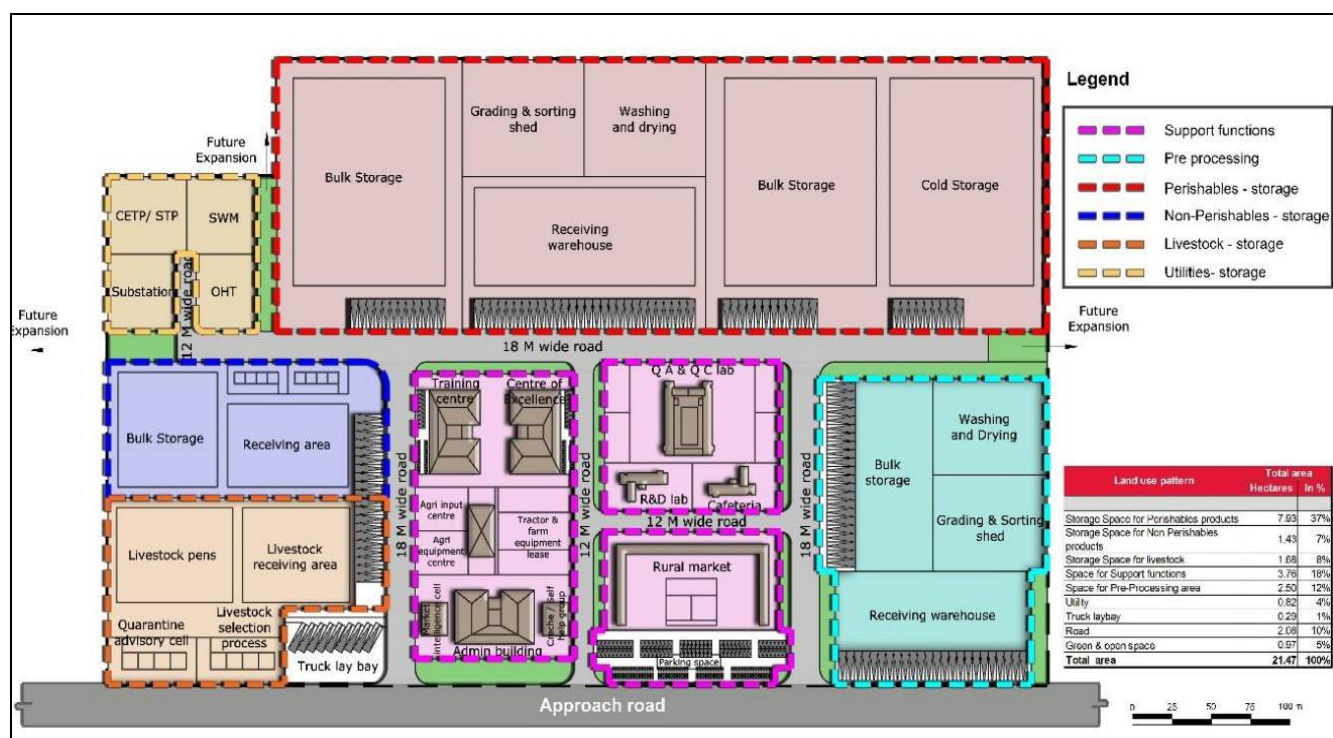 Legend
Support functions
Pre processing
Perishables - storage
Non-Perishables - storage
Livestock - storage
Utilities- storage
Future
Expansion
Grading & sorting
shed
Washing
and drying
Bulk Storage
Bulk Storage
Cold Storage
Receiving
warehouse
CETP/ STP
SWM
Substation
OHT
12 M wide road
Future
Expansion
Future
Expansion
18 M wide road
Bulk Storage
Receiving area
Training
centre
Centre of
Excellence
Q A & Q C lab
R&D lab
Cafeteria
Washing
and Drying
Bulk
storage
Grading & Sorting
shed
18 M wide road
12 M wide road
18 M wide road
12 M wide road
Livestock pens
Livestock
receiving area
Agri input
centre
Agri
equipment
centre
Tractor &
farm
equipment
lease
Rural market
Receiving warehouse
Quarantine
advisory cell
Livestock
selection
process
Truck lay bay
Market
intelligence cell
Creche / Self
help group
Admin building
Parking space
Approach road
Land use pattern
Total area
Hectares In %
Storage Space for Perishables products 7.93 37%
Storage Space for Non Perishables
products 1.43 7%
Storage Space for livestock 1.68 8%
Space for Support functions 3.76 18%
Space for Pre-Processing area 2.50 12%
Utility 0.82 4%
Truck laybay 0.29 1%
Road 2.08 10%
Green & open space 0.97 5%
Total area 21.47 100%
0 25 50 75 100 m